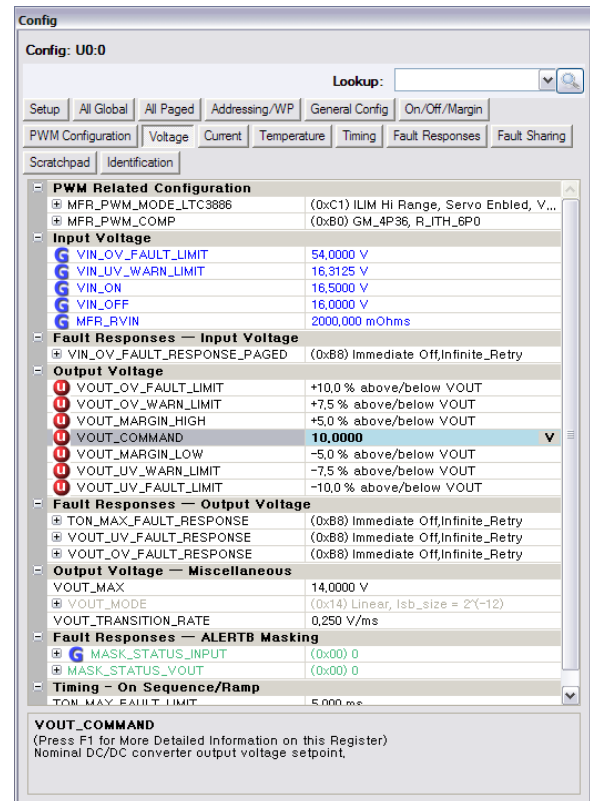 Config
Config: U0:0
Lookup:
Setup All Global All Paged Addressing/WP General Config On/Off/Margin
PWM Configuration Voltage Current Temperature Timing Fault Responses Fault Sharing
Scratchpad Identification
PWM Related Configuration
MFR_PWM_MODE_LTC3886 (0xC1) ILIM Hi Range, Servo Enbled, V...
MFR_PWM_COMP (0xB0) GM_4P36, R_ITH_6P0
Input Voltage
G VIN_OV_FAULT_LIMIT 54,0000 V
G VIN_UV_WARN_LIMIT 16,3125 V
G VIN_ON 16,5000 V
G VIN_OFF 16,0000 V
G MFR_RVIN 2000,000 mOhms
Fault Responses — Input Voltage
VIN_OV_FAULT_RESPONSE_PAGED (0xB8) Immediate Off,Infinite_Retry
Output Voltage
U VOUT_OV_FAULT_LIMIT +10,0 % above/below VOUT
U VOUT_OV_WARN_LIMIT +7,5 % above/below VOUT
U VOUT_MARGIN_HIGH +5,0 % above/below VOUT
U VOUT_COMMAND 10,0000 V
U VOUT_MARGIN_LOW -5,0 % above/below VOUT
U VOUT_UV_WARN_LIMIT -7,5 % above/below VOUT
U VOUT_UV_FAULT_LIMIT -10,0 % above/below VOUT
Fault Responses — Output Voltage
TON_MAX_FAULT_RESPONSE (0xB8) Immediate Off,Infinite_Retry
VOUT_UV_FAULT_RESPONSE (0xB8) Immediate Off,Infinite_Retry
VOUT_OV_FAULT_RESPONSE (0xB8) Immediate Off,Infinite_Retry
Output Voltage — Miscellaneous
VOUT_MAX 14,0000 V
VOUT_MODE (0x14) Linear, lsb_size = 2^(-12)
VOUT_TRANSITION_RATE 0,250 V/ms
Fault Responses — ALERTB Masking
G MASK_STATUS_INPUT (0x00) 0
MASK_STATUS_VOUT (0x00) 0
Timing - On Sequence/Ramp
TON_MAX_FAULT_LIMIT 5,000 ms
VOUT_COMMAND
(Press F1 for More Detailed Information on this Register)
Nominal DC/DC converter output voltage setpoint,